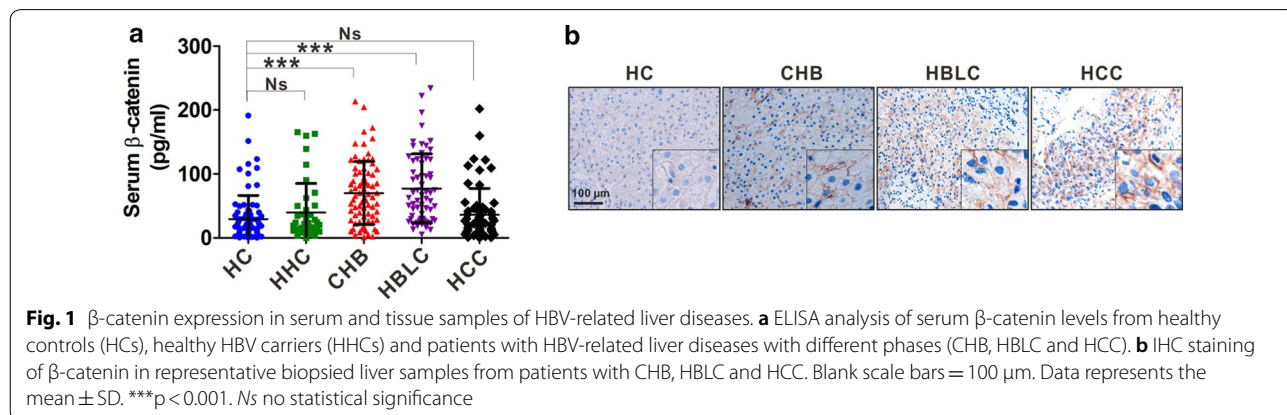 a
Ns
***
***
Ns
300
200
100
0
Serum β-catenin
(pg/ml)
HC
HHC
CHB
HBLC
HCC
b
HC
CHB
HBLC
HCC
100 µm
Fig. 1 β-catenin expression in serum and tissue samples of HBV-related liver diseases. a ELISA analysis of serum β-catenin levels from healthy
controls (HCs), healthy HBV carriers (HHCs) and patients with HBV-related liver diseases with different phases (CHB, HBLC and HCC). b IHC staining
of β-catenin in representative biopsied liver samples from patients with CHB, HBLC and HCC. Blank scale bars = 100 µm. Data represents the
mean ± SD. ***p < 0.001. Ns no statistical significance